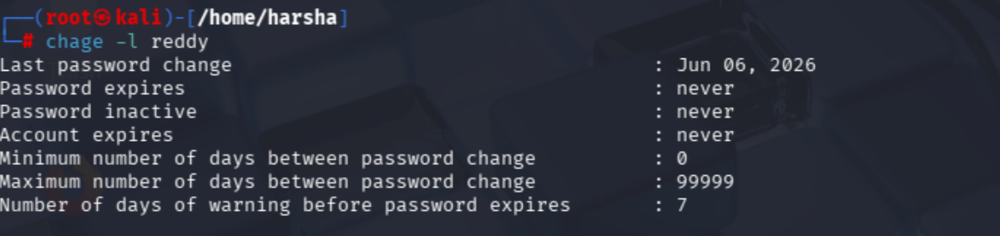 ┌──(root㉿kali)-[/home/harsha]
└─# chage -l reddy
Last password change : Jun 06, 2026
Password expires : never
Password inactive : never
Account expires : never
Minimum number of days between password change : 0
Maximum number of days between password change : 99999
Number of days of warning before password expires : 7